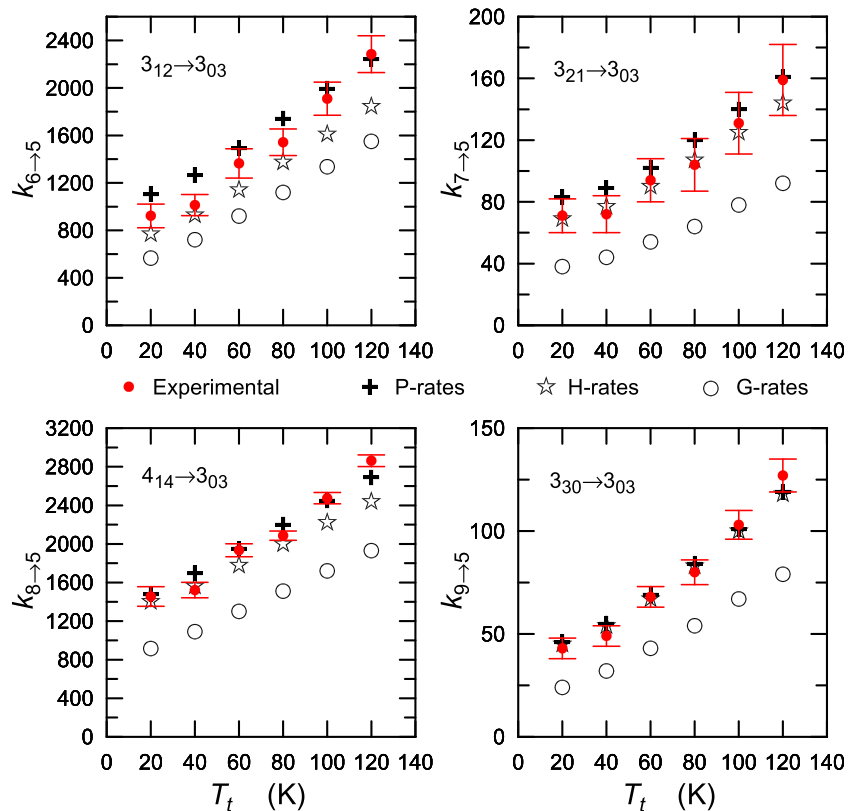 3₁₂→3₀₃
k₆→₅
2400
2000
1600
1200
800
400
0
0 20 40 60 80 100 120 140
3₂₁→3₀₃
k₇→₅
200
160
120
80
40
0
0 20 40 60 80 100 120 140
Experimental P-rates H-rates G-rates
4₁₄→3₀₃
k₈→₅
3200
2800
2400
2000
1600
1200
800
400
0
0 20 40 60 80 100 120 140
T_t (K)
3₃₀→3₀₃
k₉→₅
150
100
50
0
0 20 40 60 80 100 120 140
T_t (K)